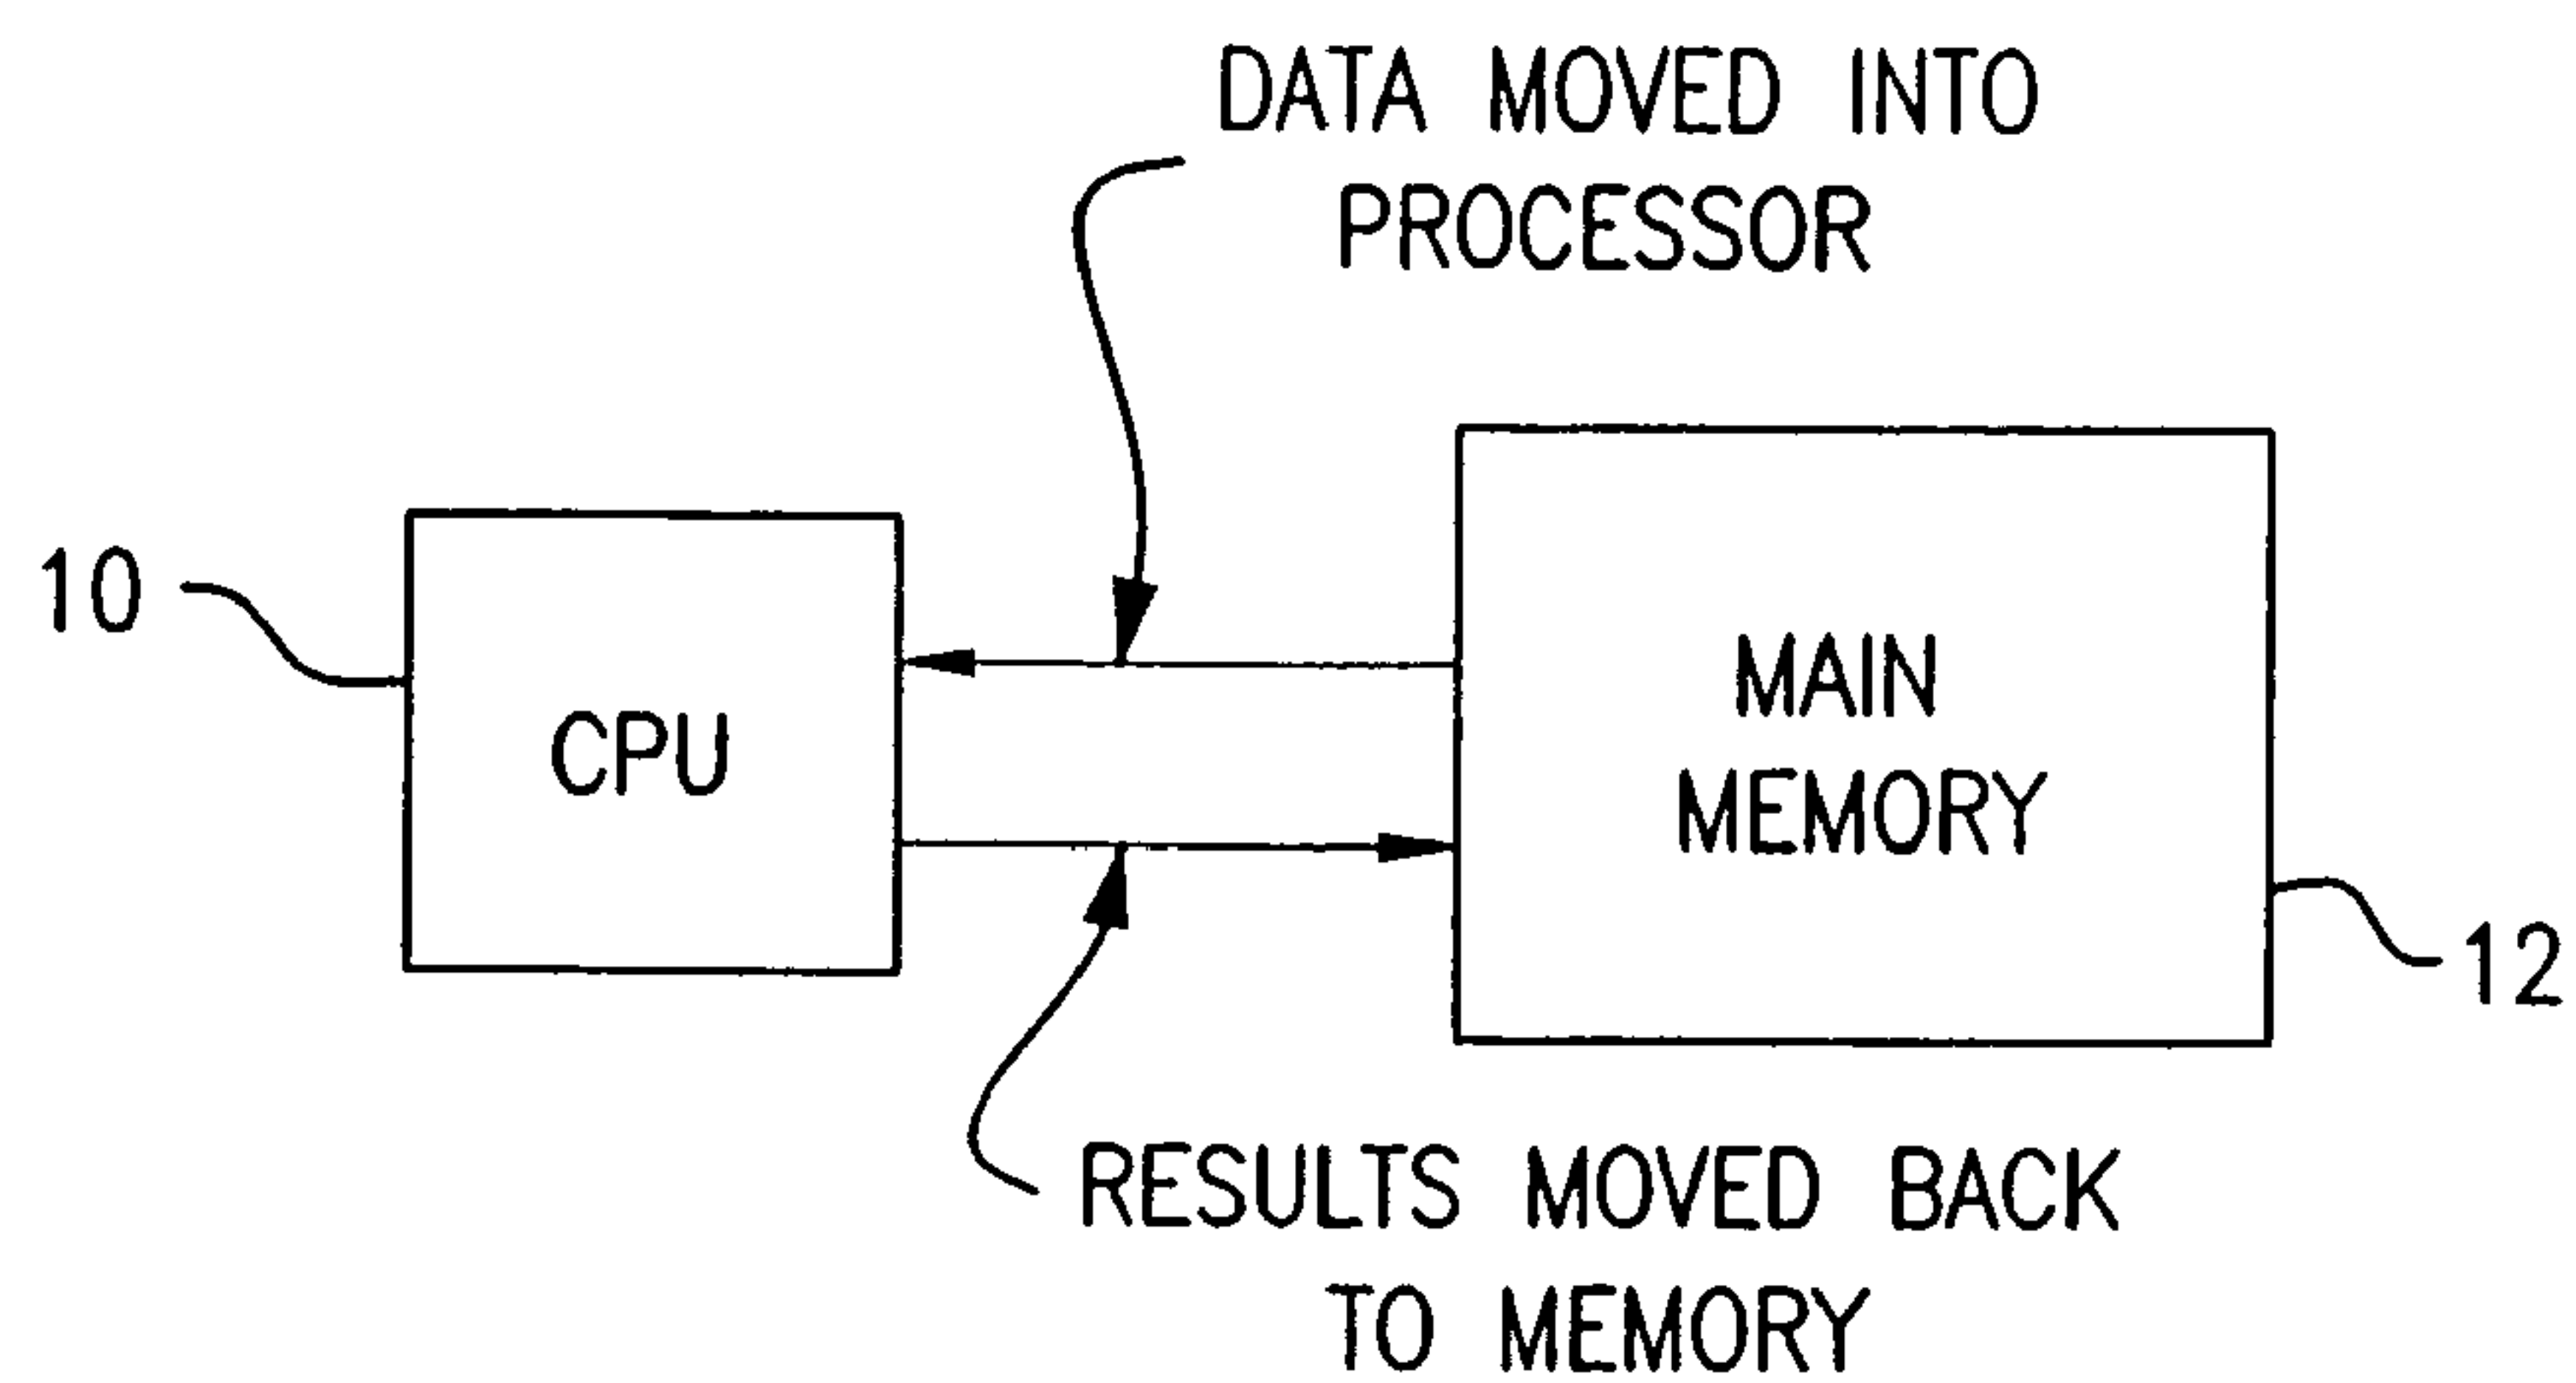 DATA MOVED INTO
PROCESSOR
10
CPU
MAIN
MEMORY
12
RESULTS MOVED BACK
TO MEMORY